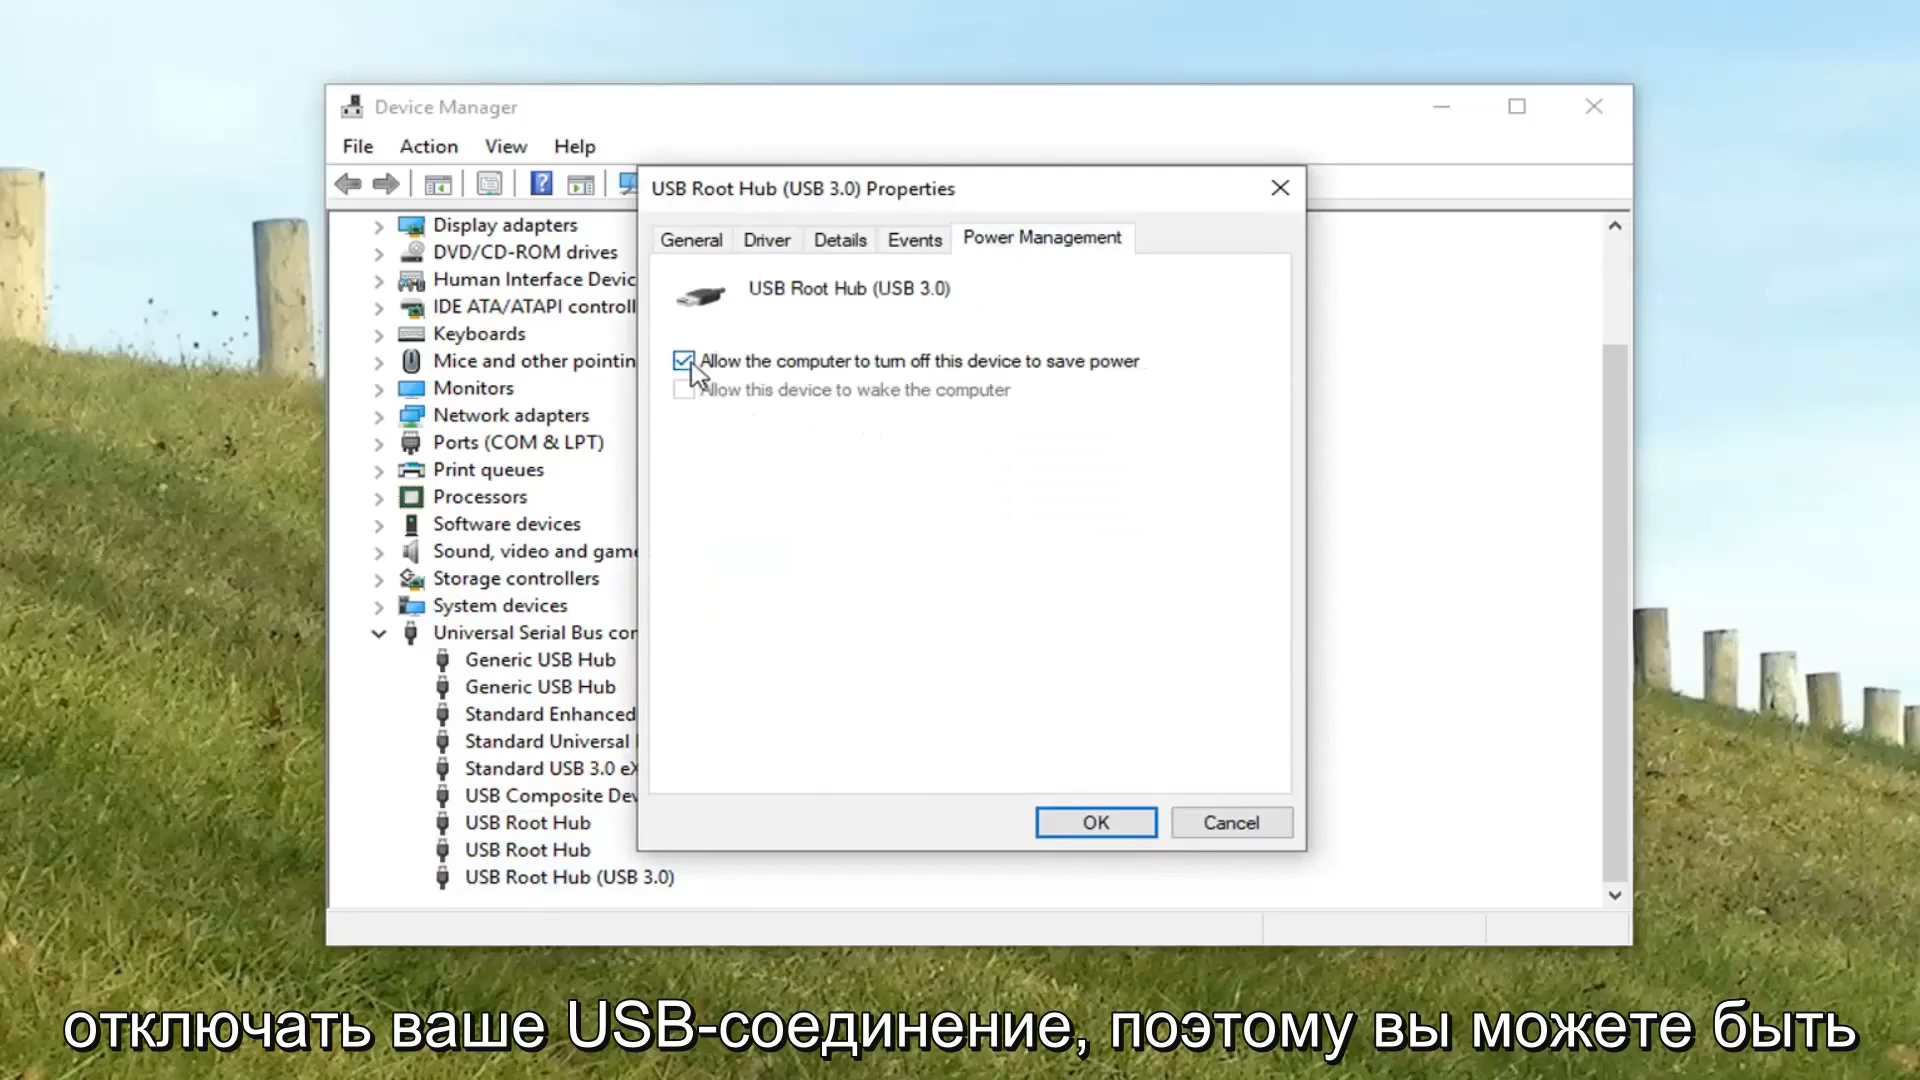 Device Manager
File Action View Help
USB Root Hub (USB 3.0) Properties
General Driver Details Events Power Management
USB Root Hub (USB 3.0)
Allow the computer to turn off this device to save power
Allow this device to wake the computer
OK Cancel
Display adapters
DVD/CD-ROM drives
Human Interface Devic
IDE ATA/ATAPI controll
Keyboards
Mice and other pointin
Monitors
Network adapters
Ports (COM & LPT)
Print queues
Processors
Software devices
Sound, video and game
Storage controllers
System devices
Universal Serial Bus con
Generic USB Hub
Generic USB Hub
Standard Enhanced
Standard Universal
Standard USB 3.0 eX
USB Composite Dev
USB Root Hub
USB Root Hub
USB Root Hub (USB 3.0)
отключать ваше USB-соединение, поэтому вы можете быть